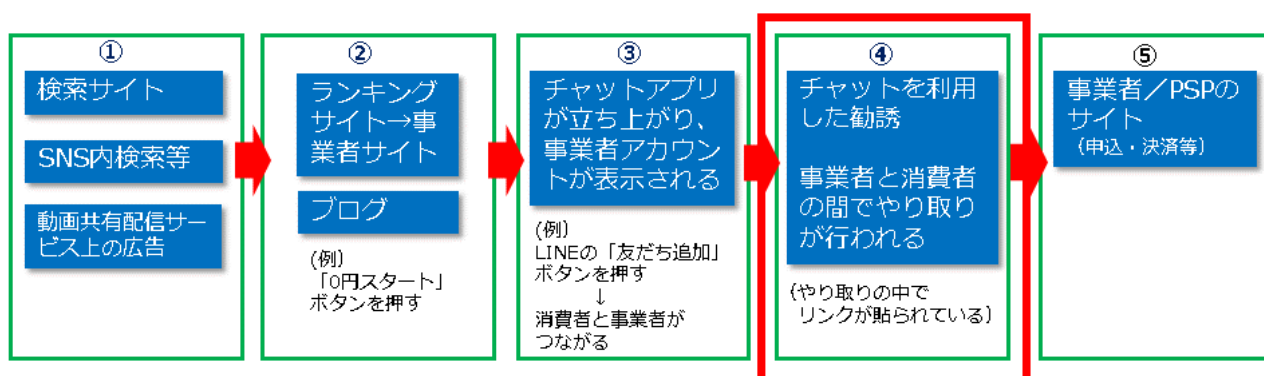 ①
検索サイト
SNS内検索等
動画共有配信サー
ビス上の広告
②
ランキング
サイト→事
業者サイト
ブログ
(例)
「0円スタート」
ボタンを押す
③
チャットアプリ
が立ち上がり、
事業者アカウン
トが表示される
(例)
LINEの「友だち追加」
ボタンを押す
↓
消費者と事業者が
つながる
④
チャットを利用
した勧誘
事業者と消費者
の間でやり取り
が行われる
(やり取りの中で
リンクが貼られている)
⑤
事業者／PSPの
サイト
（申込・決済等）